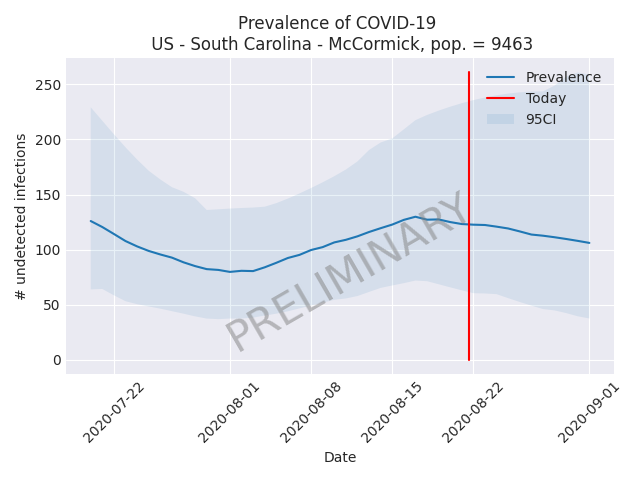 Prevalence of COVID-19
US - South Carolina - McCormick, pop. = 9463
Prevalence
Today
95CI
# undetected infections
250
200
150
100
50
0
PRELIMINARY
2020-07-22
2020-08-01
2020-08-08
2020-08-15
2020-08-22
2020-09-01
Date